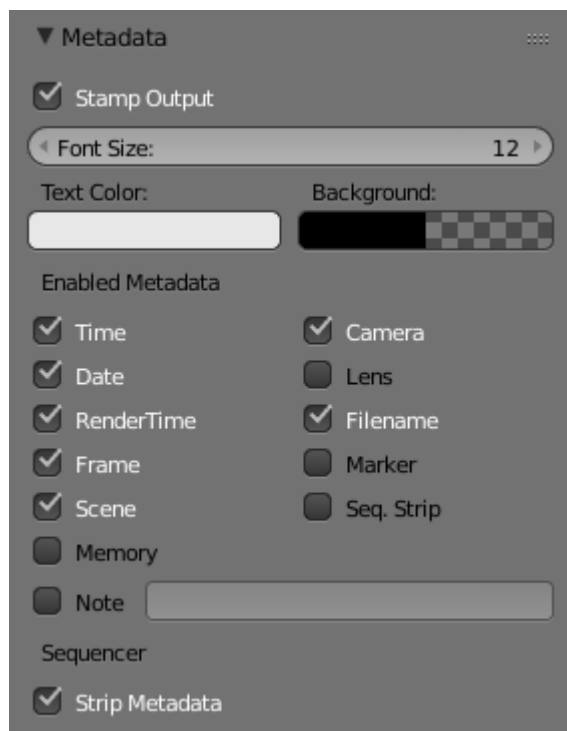 Metadata
Stamp Output
Font Size: 12
Text Color: Background:
Enabled Metadata
Time Camera
Date Lens
RenderTime Filename
Frame Marker
Scene Seq. Strip
Memory
Note
Sequencer
Strip Metadata